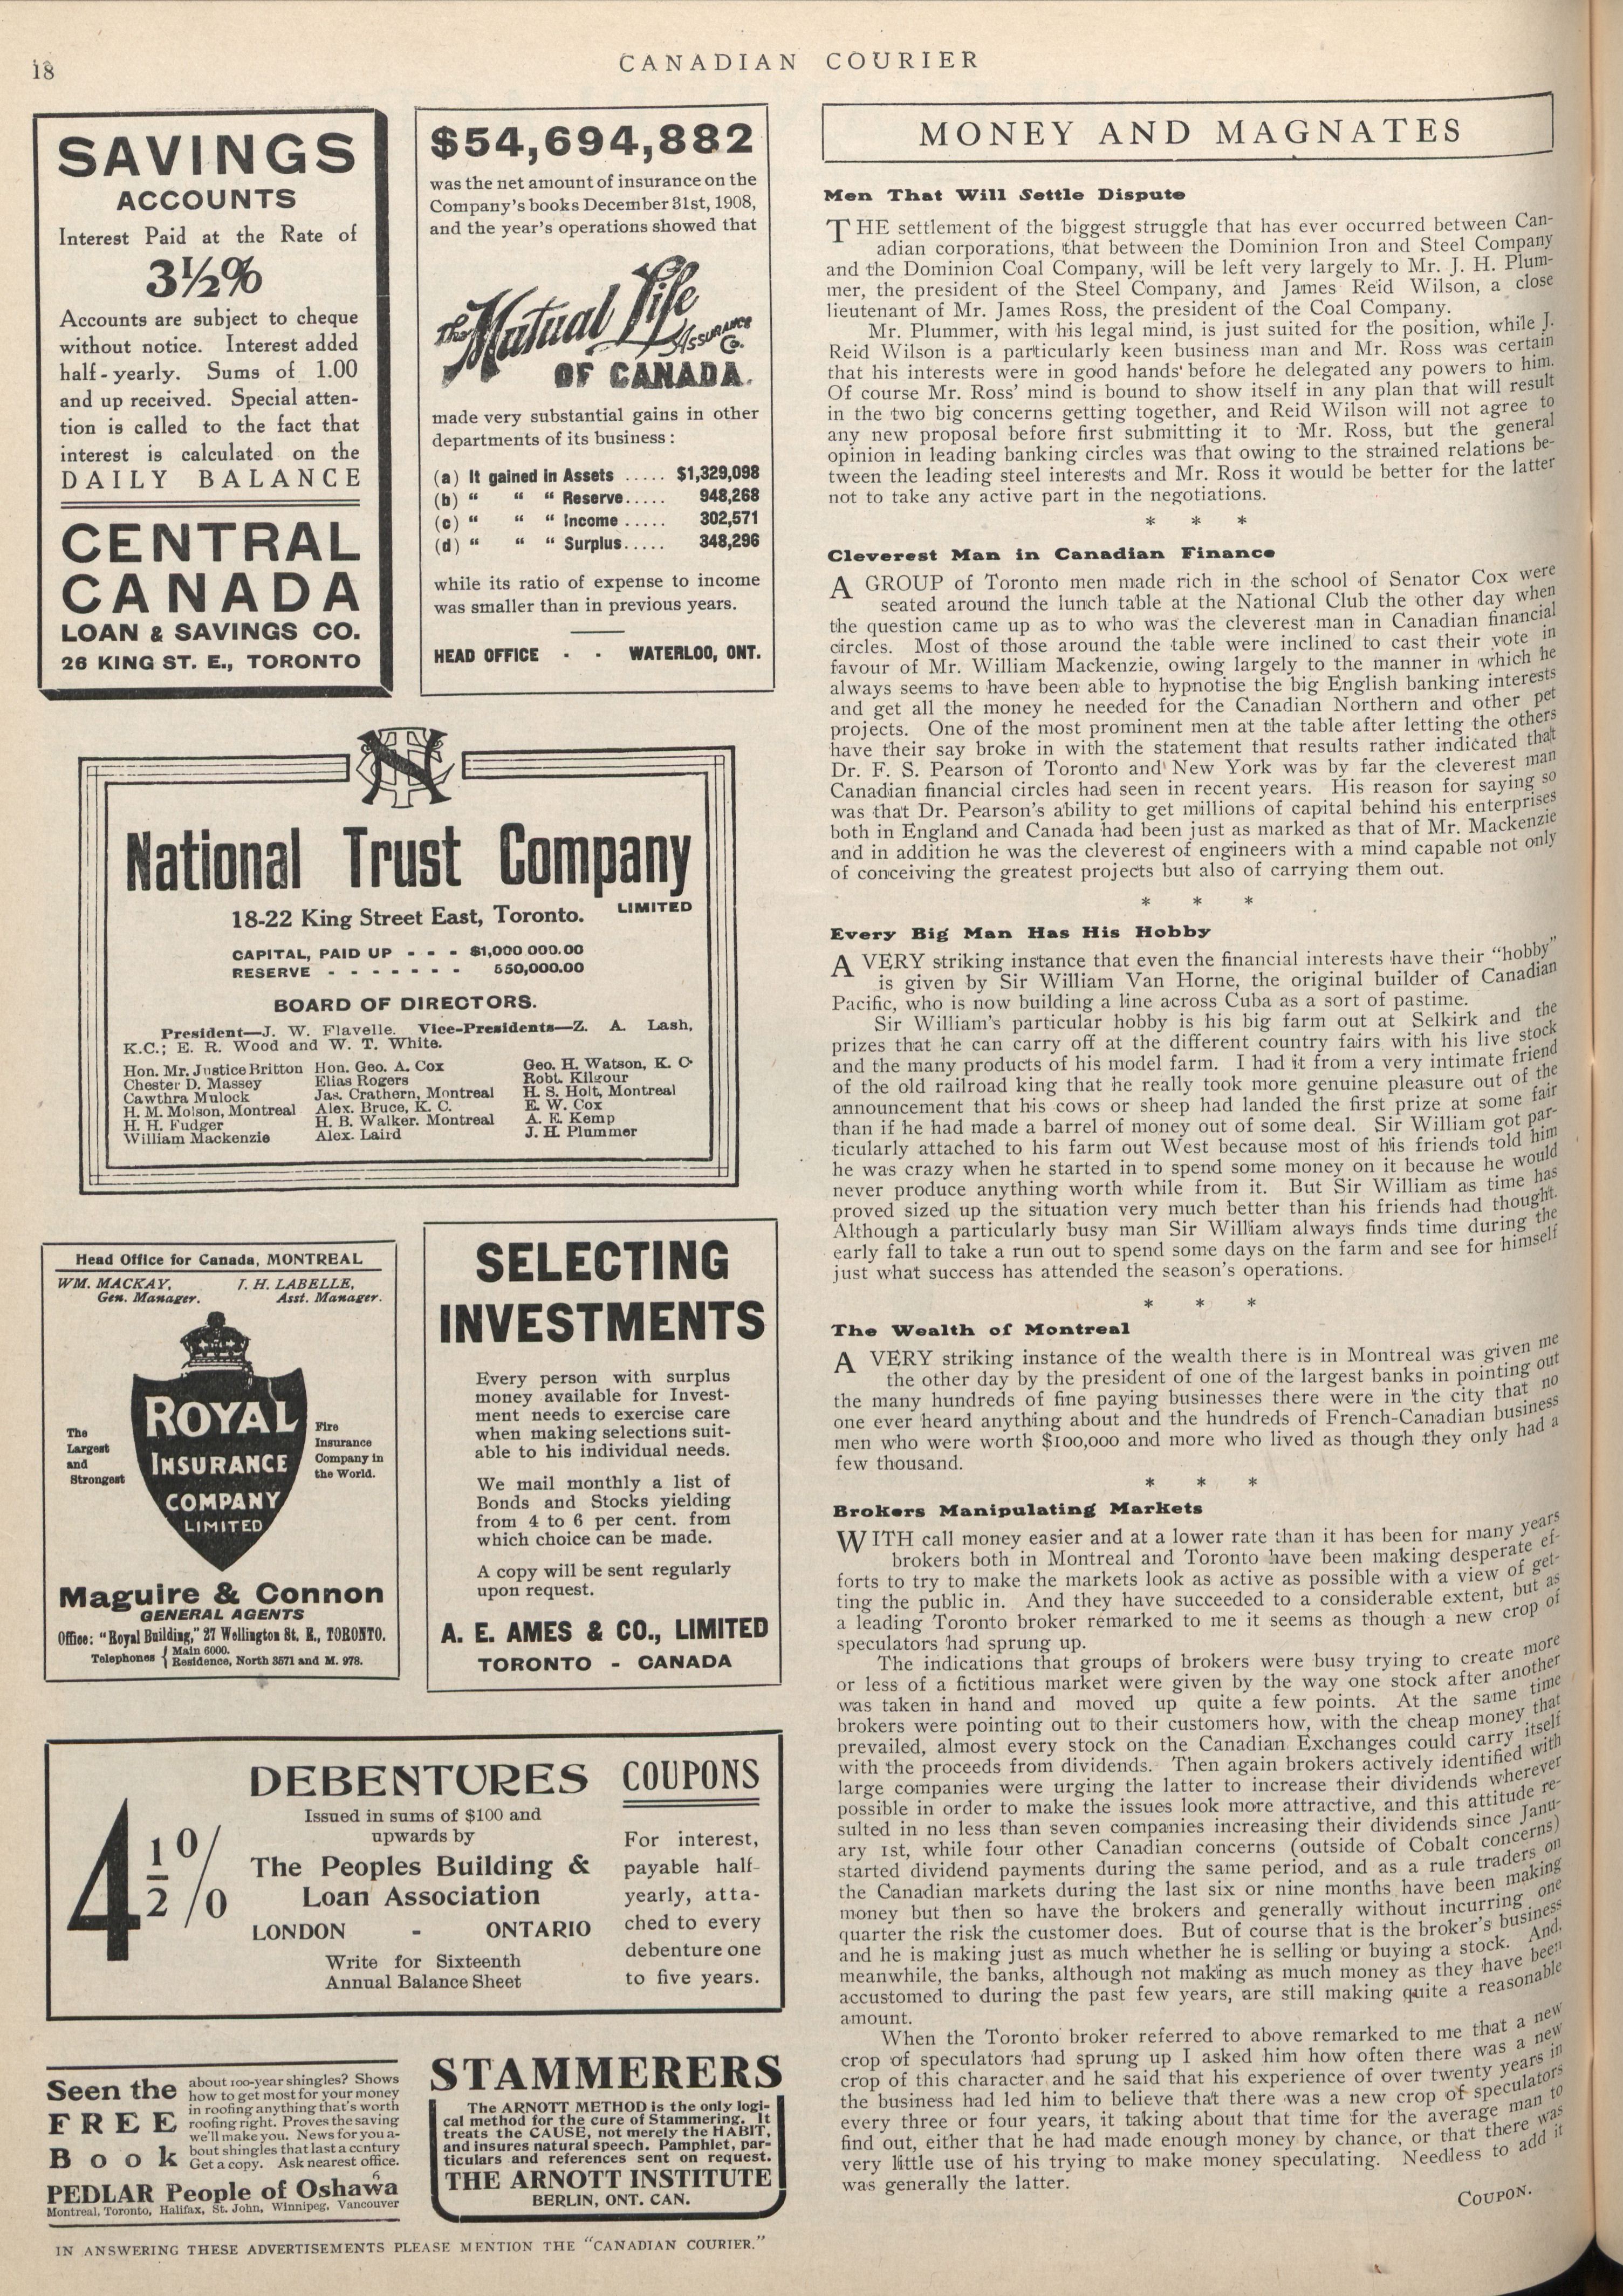 18
CANADIAN COURIER
SAVINGS
ACCOUNTS
Interest Paid at the Rate of
3½%
Accounts are subject to cheque
without notice. Interest added
half-yearly. Sums of 1.00
and up received. Special atten-
tion is called to the fact that
interest is calculated on the
DAILY BALANCE
CENTRAL
CANADA
LOAN & SAVINGS CO.
26 KING ST. E., TORONTO
$54,694,882
was the net amount of insurance on the
Company's books December 31st, 1908,
and the year's operations showed that
The Mutual Life
Assurance Co.
OF CANADA.
made very substantial gains in other
departments of its business:
(a) It gained in Assets ..... $1,329,098
(b) " " " Reserve..... 948,268
(c) " " " Income ..... 302,571
(d) " " " Surplus..... 348,296
while its ratio of expense to income
was smaller than in previous years.
HEAD OFFICE - - WATERLOO, ONT.
National Trust Company
LIMITED
18-22 King Street East, Toronto.
CAPITAL, PAID UP - - - $1,000 000.00
RESERVE - - - - - - - 550,000.00
BOARD OF DIRECTORS.
President—J. W. Flavelle. Vice-Presidents—Z. A. Lash,
K.C.; E. R. Wood and W. T. White.
Hon. Mr. Justice Britton Hon. Geo. A. Cox Geo. H. Watson, K. C
Chester D. Massey Elias Rogers Robt. Kilgour
Cawthra Mulock Jas. Crathern, Montreal H. S. Holt, Montreal
H. M. Molson, Montreal Alex. Bruce, K. C. E. W. Cox
H. H. Fudger H. B. Walker. Montreal A. E. Kemp
William Mackenzie Alex. Laird J. H. Plummer
Head Office for Canada, MONTREAL
WM. MACKAY, J. H. LABELLE,
Gen. Manager. Asst. Manager.
The
Largest
and
Strongest
ROYAL
INSURANCE
COMPANY
LIMITED
Fire
Insurance
Company in
the World.
Maguire & Connon
GENERAL AGENTS
Office: "Royal Building," 27 Wellington St. E., TORONTO.
Telephones { Main 6000.
Residence, North 3571 and M. 978.
SELECTING
INVESTMENTS
Every person with surplus
money available for Invest-
ment needs to exercise care
when making selections suit-
able to his individual needs.
We mail monthly a list of
Bonds and Stocks yielding
from 4 to 6 per cent. from
which choice can be made.
A copy will be sent regularly
upon request.
A. E. AMES & CO., LIMITED
TORONTO - CANADA
4½%
DEBENTURES
Issued in sums of $100 and
upwards by
The Peoples Building &
Loan Association
LONDON - ONTARIO
Write for Sixteenth
Annual Balance Sheet
COUPONS
For interest,
payable half-
yearly, atta-
ched to every
debenture one
to five years.
Seen the
FREE
Book
about 100-year shingles? Shows
how to get most for your money
in roofing anything that's worth
roofing right. Proves the saving
we'll make you. News for you a-
bout shingles that last a century
Get a copy. Ask nearest office.
6
PEDLAR People of Oshawa
Montreal, Toronto, Halifax, St. John, Winnipeg, Vancouver
STAMMERERS
The ARNOTT METHOD is the only logi-
cal method for the cure of Stammering. It
treats the CAUSE, not merely the HABIT,
and insures natural speech. Pamphlet, par-
ticulars and references sent on request.
THE ARNOTT INSTITUTE
BERLIN, ONT. CAN.
IN ANSWERING THESE ADVERTISEMENTS PLEASE MENTION THE "CANADIAN COURIER."
MONEY AND MAGNATES
Men That Will Settle Dispute
THE settlement of the biggest struggle that has ever occurred between Can-
adian corporations, that between the Dominion Iron and Steel Company
and the Dominion Coal Company, will be left very largely to Mr. J. H. Plum-
mer, the president of the Steel Company, and James Reid Wilson, a close
lieutenant of Mr. James Ross, the president of the Coal Company.
Mr. Plummer, with his legal mind, is just suited for the position, while J.
Reid Wilson is a particularly keen business man and Mr. Ross was certain
that his interests were in good hands before he delegated any powers to him.
Of course Mr. Ross' mind is bound to show itself in any plan that will result
in the two big concerns getting together, and Reid Wilson will not agree to
any new proposal before first submitting it to Mr. Ross, but the general
opinion in leading banking circles was that owing to the strained relations be-
tween the leading steel interests and Mr. Ross it would be better for the latter
not to take any active part in the negotiations.
* * *
Cleverest Man in Canadian Finance
A GROUP of Toronto men made rich in the school of Senator Cox were
seated around the lunch table at the National Club the other day when
the question came up as to who was the cleverest man in Canadian financial
circles. Most of those around the table were inclined to cast their vote in
favour of Mr. William Mackenzie, owing largely to the manner in which he
always seems to have been able to hypnotise the big English banking interests
and get all the money he needed for the Canadian Northern and other pet
projects. One of the most prominent men at the table after letting the others
have their say broke in with the statement that results rather indicated that
Dr. F. S. Pearson of Toronto and New York was by far the cleverest man
Canadian financial circles had seen in recent years. His reason for saying so
was that Dr. Pearson's ability to get millions of capital behind his enterprises
both in England and Canada had been just as marked as that of Mr. Mackenzie
and in addition he was the cleverest of engineers with a mind capable not only
of conceiving the greatest projects but also of carrying them out.
* * *
Every Big Man Has His Hobby
A VERY striking instance that even the financial interests have their "hobby"
is given by Sir William Van Horne, the original builder of Canadian
Pacific, who is now building a line across Cuba as a sort of pastime.
Sir William's particular hobby is his big farm out at Selkirk and the
prizes that he can carry off at the different country fairs with his live stock
and the many products of his model farm. I had it from a very intimate friend
of the old railroad king that he really took more genuine pleasure out of the
announcement that his cows or sheep had landed the first prize at some fair
than if he had made a barrel of money out of some deal. Sir William got par-
ticularly attached to his farm out West because most of his friends told him
he was crazy when he started in to spend some money on it because he would
never produce anything worth while from it. But Sir William as time has
proved sized up the situation very much better than his friends had thought.
Although a particularly busy man Sir William always finds time during the
early fall to take a run out to spend some days on the farm and see for himself
just what success has attended the season's operations.
* * *
The Wealth of Montreal
A VERY striking instance of the wealth there is in Montreal was given me
the other day by the president of one of the largest banks in pointing out
the many hundreds of fine paying businesses there were in the city that no
one ever heard anything about and the hundreds of French-Canadian business
men who were worth $100,000 and more who lived as though they only had a
few thousand.
* * *
Brokers Manipulating Markets
WITH call money easier and at a lower rate than it has been for many years
brokers both in Montreal and Toronto have been making desperate ef-
forts to try to make the markets look as active as possible with a view of get-
ting the public in. And they have succeeded to a considerable extent, but as
a leading Toronto broker remarked to me it seems as though a new crop of
speculators had sprung up.
The indications that groups of brokers were busy trying to create more
or less of a fictitious market were given by the way one stock after another
was taken in hand and moved up quite a few points. At the same time
brokers were pointing out to their customers how, with the cheap money that
prevailed, almost every stock on the Canadian Exchanges could carry itself
with the proceeds from dividends. Then again brokers actively identified with
large companies were urging the latter to increase their dividends wherever
possible in order to make the issues look more attractive, and this attitude re-
sulted in no less than seven companies increasing their dividends since Janu-
ary 1st, while four other Canadian concerns (outside of Cobalt concerns)
started dividend payments during the same period, and as a rule traders on
the Canadian markets during the last six or nine months have been making
money but then so have the brokers and generally without incurring one
quarter the risk the customer does. But of course that is the broker's business
and he is making just as much whether he is selling or buying a stock. And,
meanwhile, the banks, although not making as much money as they have been
accustomed to during the past few years, are still making quite a reasonable
amount.
When the Toronto broker referred to above remarked to me that a new
crop of speculators had sprung up I asked him how often there was a new
crop of this character and he said that his experience of over twenty years in
the business had led him to believe that there was a new crop of speculators
every three or four years, it taking about that time for the average man to
find out, either that he had made enough money by chance, or that there was
very little use of his trying to make money speculating. Needless to add it
was generally the latter.
COUPON.